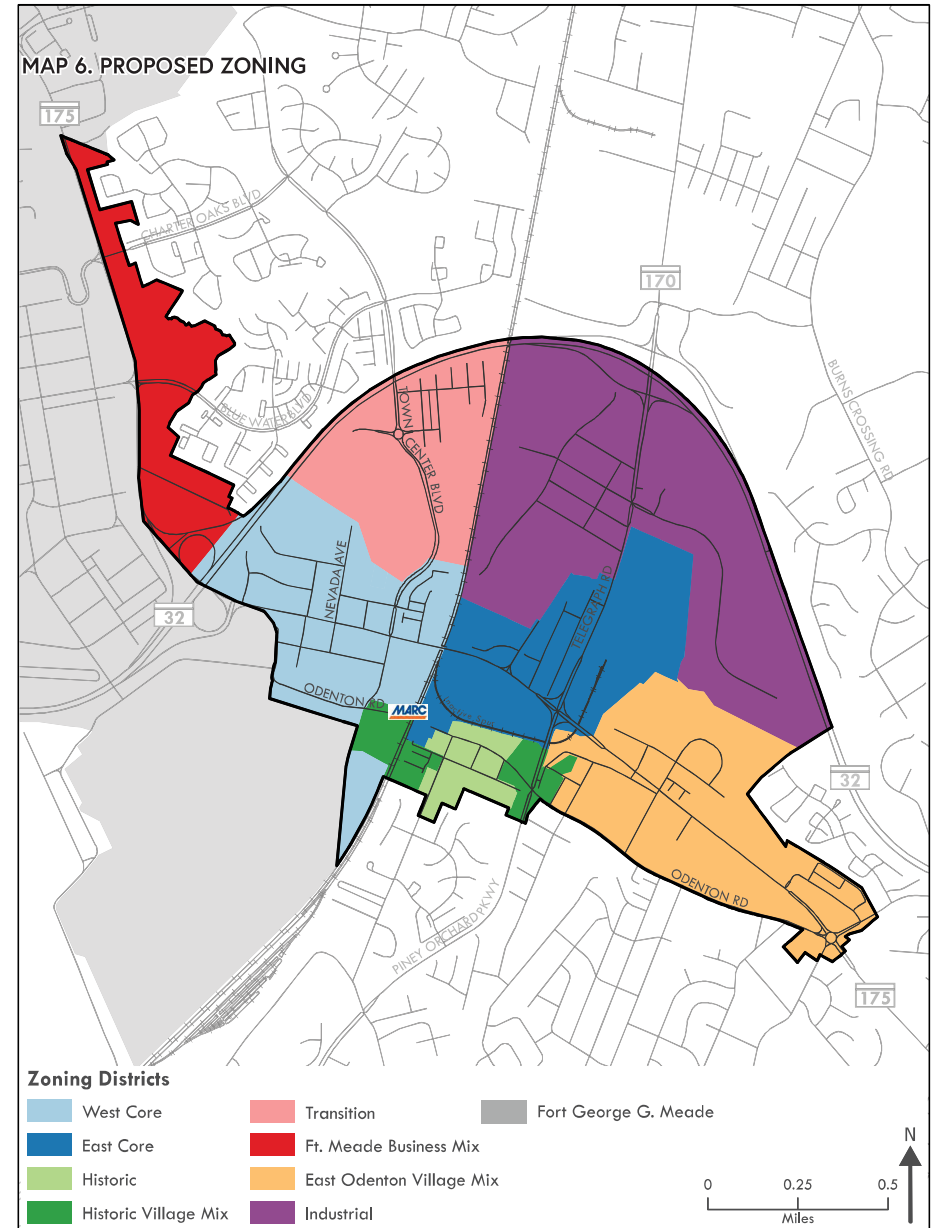 MAP 6. PROPOSED ZONING
175
CHARTER OAKS BLVD
170
BURNS CROSSING RD
BLUE WATER BLVD
TOWN CENTER BLVD
NEVADA AVE
TELEGRAPH RD
32
ODENTON RD
MARC
32
ODENTON RD
PINEY ORCHARD PKWY
175
Zoning Districts
West Core
East Core
Historic
Historic Village Mix
Transition
Ft. Meade Business Mix
East Odenton Village Mix
Industrial
Fort George G. Meade
N
0 0.25 0.5
Miles